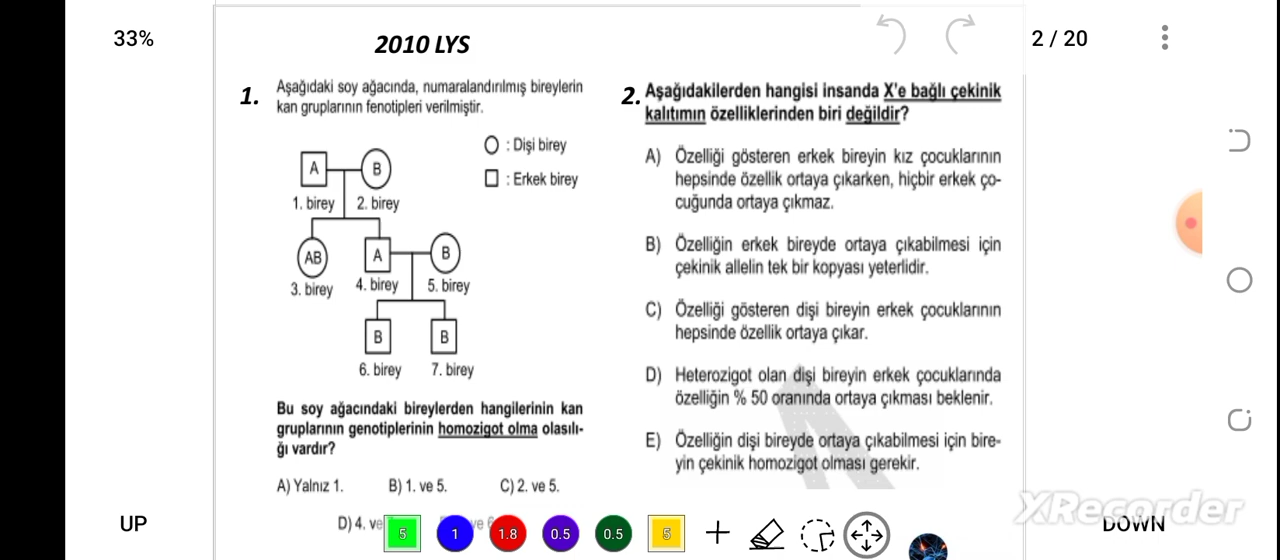 33%
2010 LYS
2 / 20
1. Aşağıdaki soy ağacında, numaralandırılmış bireylerin
kan gruplarının fenotipleri verilmiştir.
: Dişi birey
: Erkek birey
A
B
1. birey
2. birey
AB
A
B
3. birey
4. birey
5. birey
B
B
6. birey
7. birey
Bu soy ağacındaki bireylerden hangilerinin kan
gruplarının genotiplerinin homozigot olma olasılı-
ğı vardır?
A) Yalnız 1.
B) 1. ve 5.
C) 2. ve 5.
D) 4. ve
ve 6
2. Aşağıdakilerden hangisi insanda X'e bağlı çekinik
kalıtımın özelliklerinden biri değildir?
A) Özelliği gösteren erkek bireyin kız çocuklarının
hepsinde özellik ortaya çıkarken, hiçbir erkek ço-
cuğunda ortaya çıkmaz.
B) Özelliğin erkek bireyde ortaya çıkabilmesi için
çekinik allelin tek bir kopyası yeterlidir.
C) Özelliği gösteren dişi bireyin erkek çocuklarının
hepsinde özellik ortaya çıkar.
D) Heterozigot olan dişi bireyin erkek çocuklarında
özelliğin % 50 oranında ortaya çıkması beklenir.
E) Özelliğin dişi bireyde ortaya çıkabilmesi için bire-
yin çekinik homozigot olması gerekir.
XRecorder
UP
5
1
1.8
0.5
0.5
5
DOWN